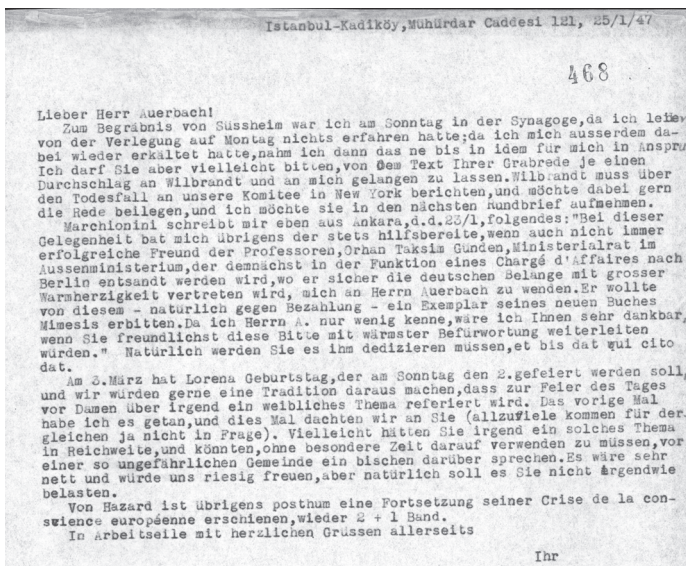 Istanbul-Kadiköy,Mühürdar Caddesi 121, 25/1/47
468
Lieber Herr Auerbach!
Zum Begräbnis von Süssheim war ich am Sonntag in der Synagoge,da ich leider
von der Verlegung auf Montag nichts erfahren hatte;da ich mich ausserdem da-
bei wieder erkältet hatte,nahm ich dann das ne bis in idem für mich in Anspru
Ich darf Sie aber vielleicht bitten,von dem Text Ihrer Grabrede je einen
Durchschlag an Wilbrandt und an mich gelangen zu lassen.Wilbrandt muss über
den Todesfall an unsere Komitee in New York berichten,und möchte dabei gern
die Rede beilegen,und ich möchte sie in den nächsten Rundbrief aufnehmen.
Marchionini schreibt mir eben aus Ankara,d.d.23/1,folgendes:"Bei dieser
Gelegenheit bat mich übrigens der stets hilfsbereite,wenn auch nicht immer
erfolgreiche Freund der Professoren,Orhan Taksim Günden,Ministerialrat im
Aussenministerium,der demnächst in der Funktion eines Chargé d'Affaires nach
Berlin entsandt werden wird,wo er sicher die deutschen Belange mit grosser
Warmherzigkeit vertreten wird, mich an Herrn Auerbach zu wenden.Er wollte
von diesem - natürlich gegen Bezahlung - ein Exemplar seines neuen Buches
Mimesis erbitten.Da ich Herrn A. nur wenig kenne,wäre ich Ihnen sehr dankbar,
wenn Sie freundlichst diese Bitte mit wärmster Befürwortung weiterleiten
würden." Natürlich werden Sie es ihm dedizieren müssen,et bis dat qui cito
dat.
Am 3.März hat Lorena Geburtstag,der am Sonntag den 2.gefeiert werden soll,
und wir würden gerne eine Tradition daraus machen,dass zur Feier des Tages
vor Damen über irgend ein weibliches Thema referiert wird. Das vorige Mal
habe ich es getan,und dies Mal dachten wir an Sie (allzuviele kommen für der-
gleichen ja nicht in Frage). Vielleicht hätten Sie irgend ein solches Thema
in Reichweite,und könnten,ohne besondere Zeit darauf verwenden zu müssen,vor
einer so ungefährlichen Gemeinde ein bischen darüber sprechen.Es wäre sehr
nett und würde uns riesig freuen,aber natürlich soll es Sie nicht irgendwie
belasten.
Von Hazard ist übrigens posthum eine Fortsetzung seiner Crise de la con-
science européenne erschienen,wieder 2 + 1 Band.
In Arbeitseile mit herzlichen Grüssen allerseits
Ihr